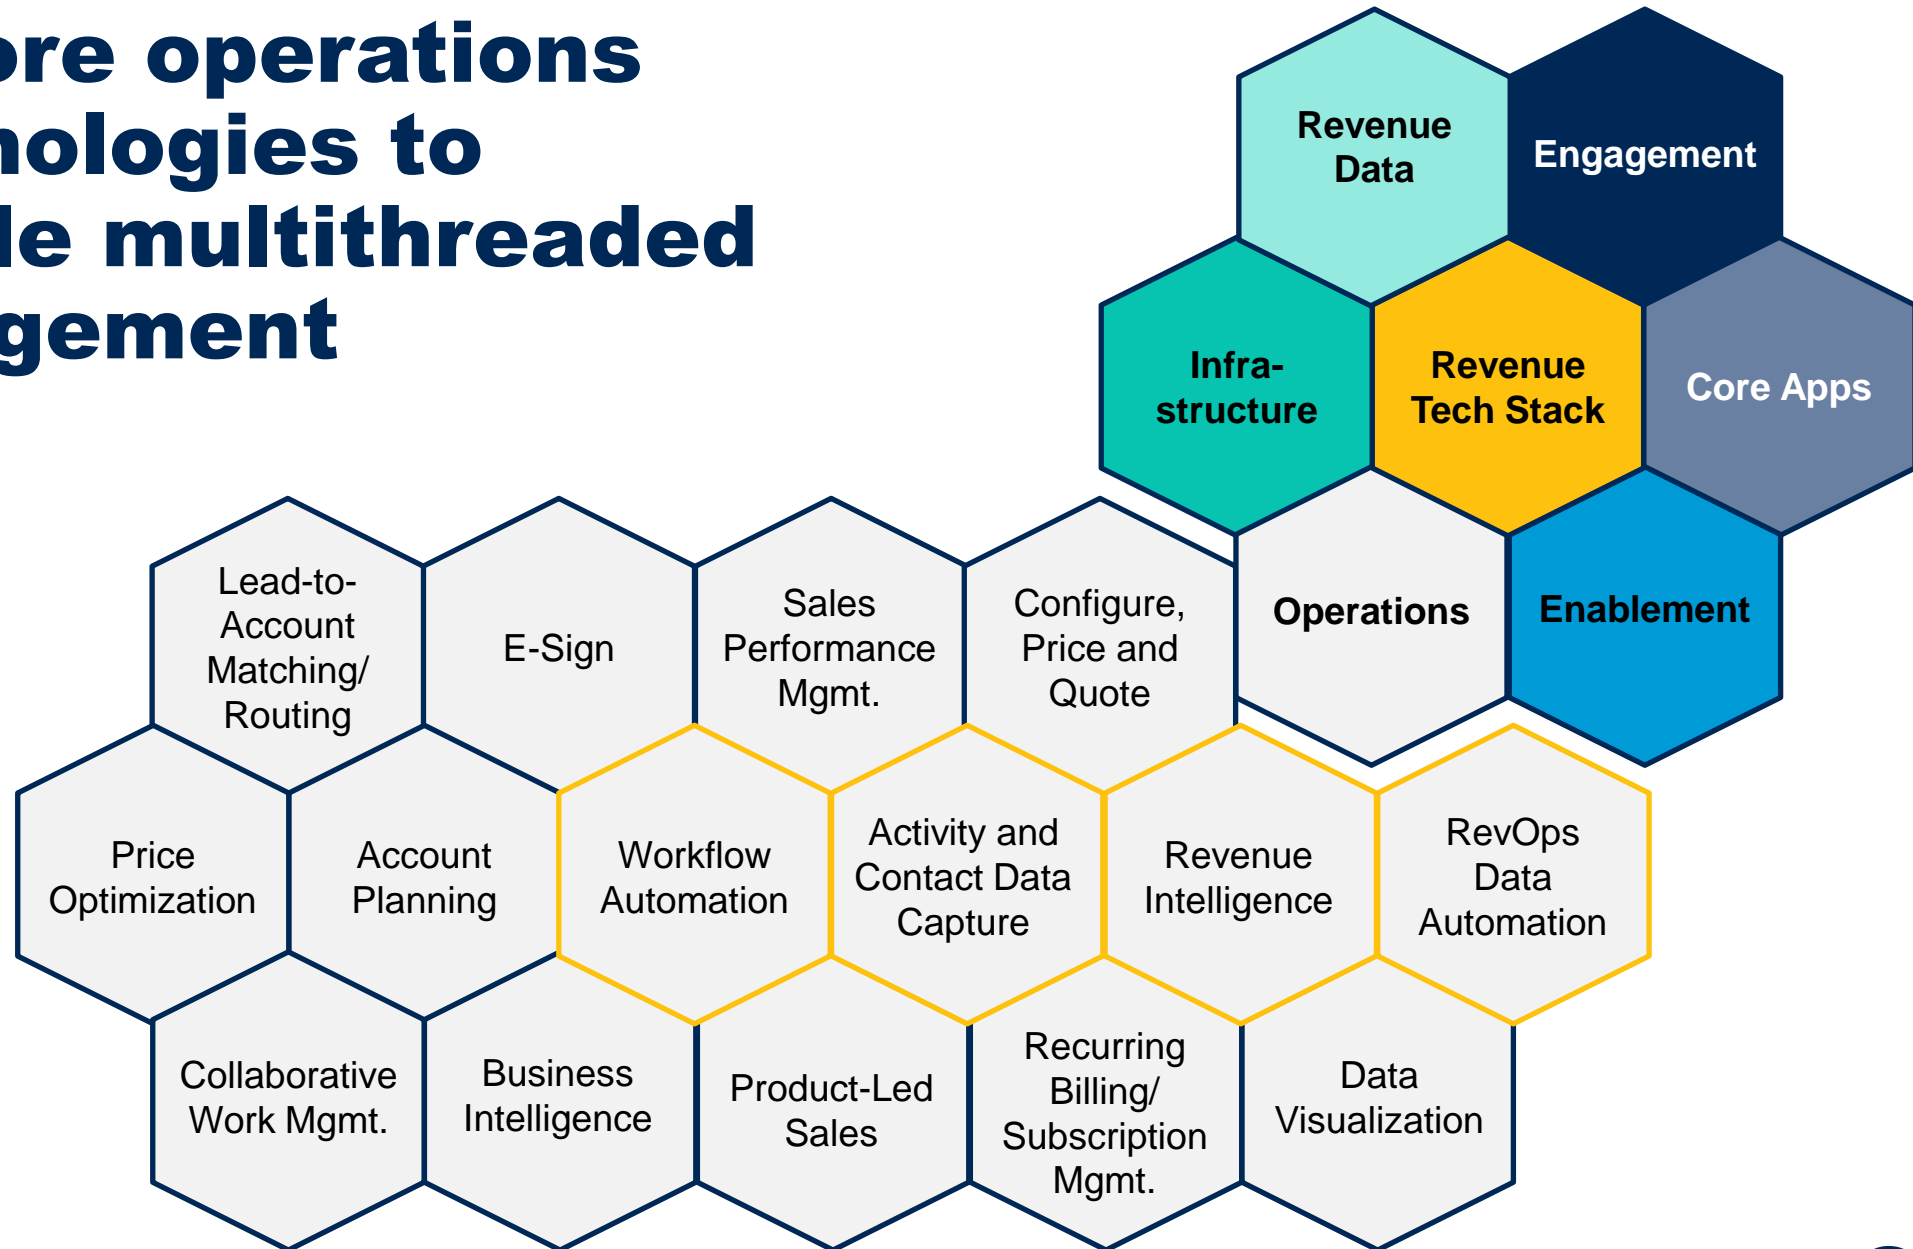 ore operations
nologies to
le multithreaded
gement
Revenue
Data
Engagement
Infra-
structure
Revenue
Tech Stack
Core Apps
Operations
Enablement
Lead-to-
Account
Matching/
Routing
E-Sign
Sales
Performance
Mgmt.
Configure,
Price and
Quote
Price
Optimization
Account
Planning
Workflow
Automation
Activity and
Contact Data
Capture
Revenue
Intelligence
RevOps
Data
Automation
Collaborative
Work Mgmt.
Business
Intelligence
Product-Led
Sales
Recurring
Billing/
Subscription
Mgmt.
Data
Visualization